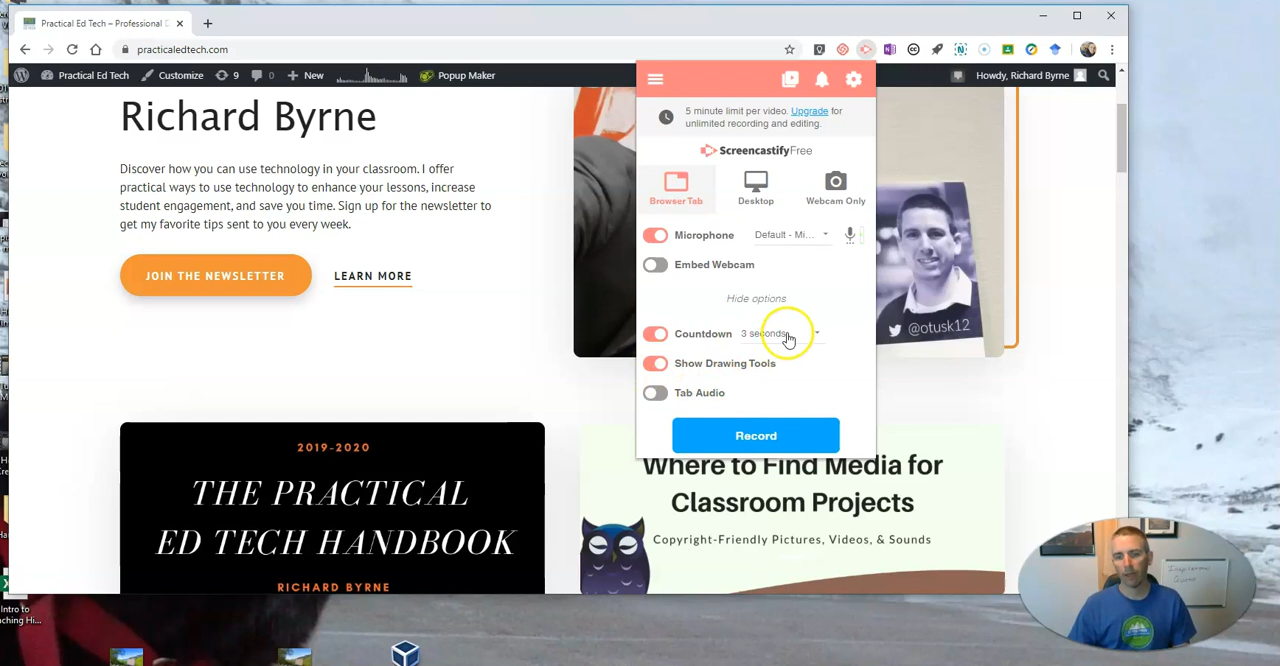 Practical Ed Tech – Professional D
practicaledtech.com
Practical Ed Tech
Customize
9
0
New
Popup Maker
Howdy, Richard Byrne
Richard Byrne
Discover how you can use technology in your classroom. I offer
practical ways to use technology to enhance your lessons, increase
student engagement, and save you time. Sign up for the newsletter to
get my favorite tips sent to you every week.
JOIN THE NEWSLETTER
LEARN MORE
5 minute limit per video. Upgrade for
unlimited recording and editing.
Screencastify Free
Browser Tab
Desktop
Webcam Only
Microphone
Default - Mi...
Embed Webcam
Hide options
Countdown
3 seconds
Show Drawing Tools
Tab Audio
Record
@otusk12
2019-2020
THE PRACTICAL
ED TECH HANDBOOK
RICHARD BYRNE
Where to Find Media for
Classroom Projects
Copyright-Friendly Pictures, Videos, & Sounds
Intro to
ching Hi...